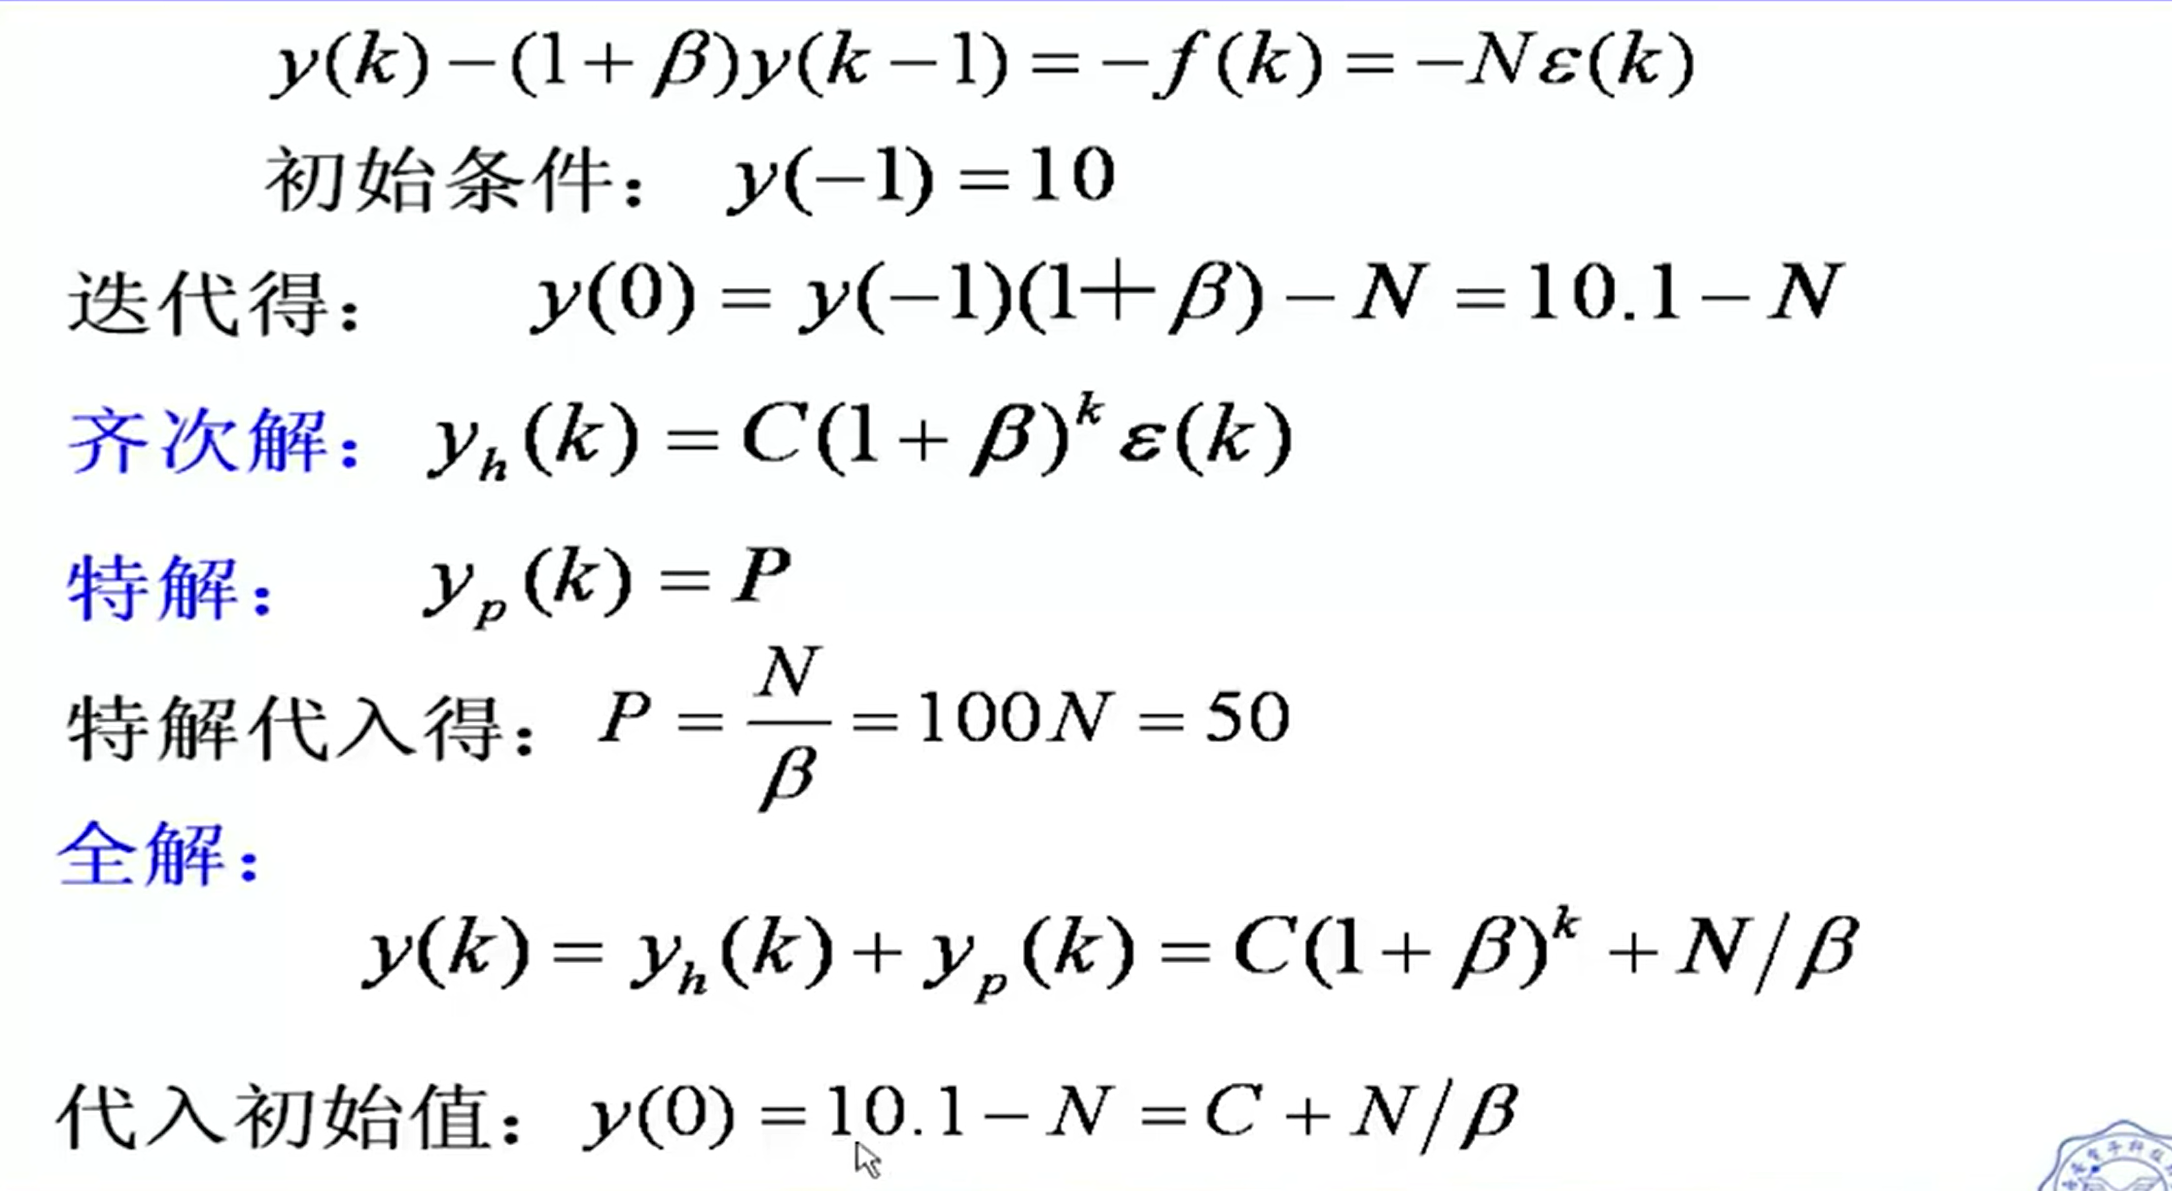 y(k)−(1+β)y(k−1)=−f(k)=−Nε(k)
初始条件： y(−1)=10
迭代得： y(0)=y(−1)(1+β)−N=10.1−N
齐次解： y_h(k)=C(1+β)^k ε(k)
特解： y_p(k)=P
特解代入得： P=N/β=100N=50
全解：
y(k)=y_h(k)+y_p(k)=C(1+β)^k+N/β
代入初始值： y(0)=10.1−N=C+N/β